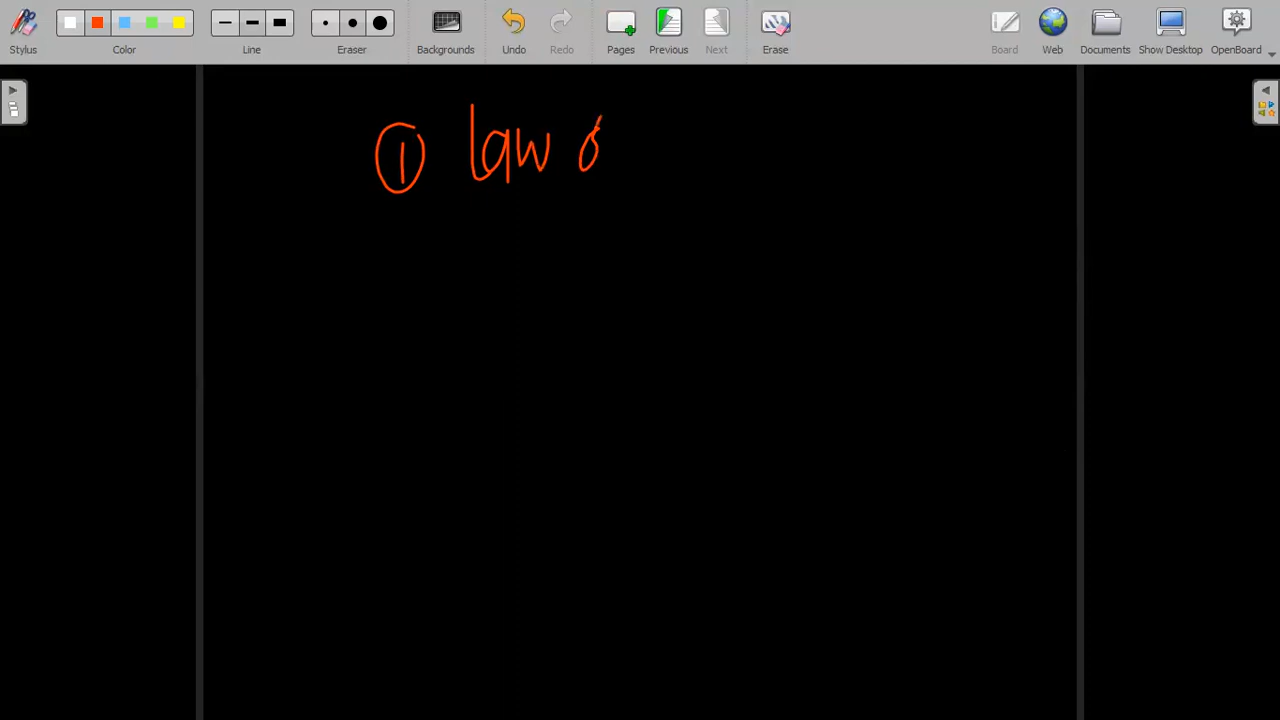 Stylus
Color
Line
Eraser
Backgrounds
Undo
Redo
Pages
Previous
Next
Erase
Board
Web
Documents
Show Desktop
OpenBoard
① law o